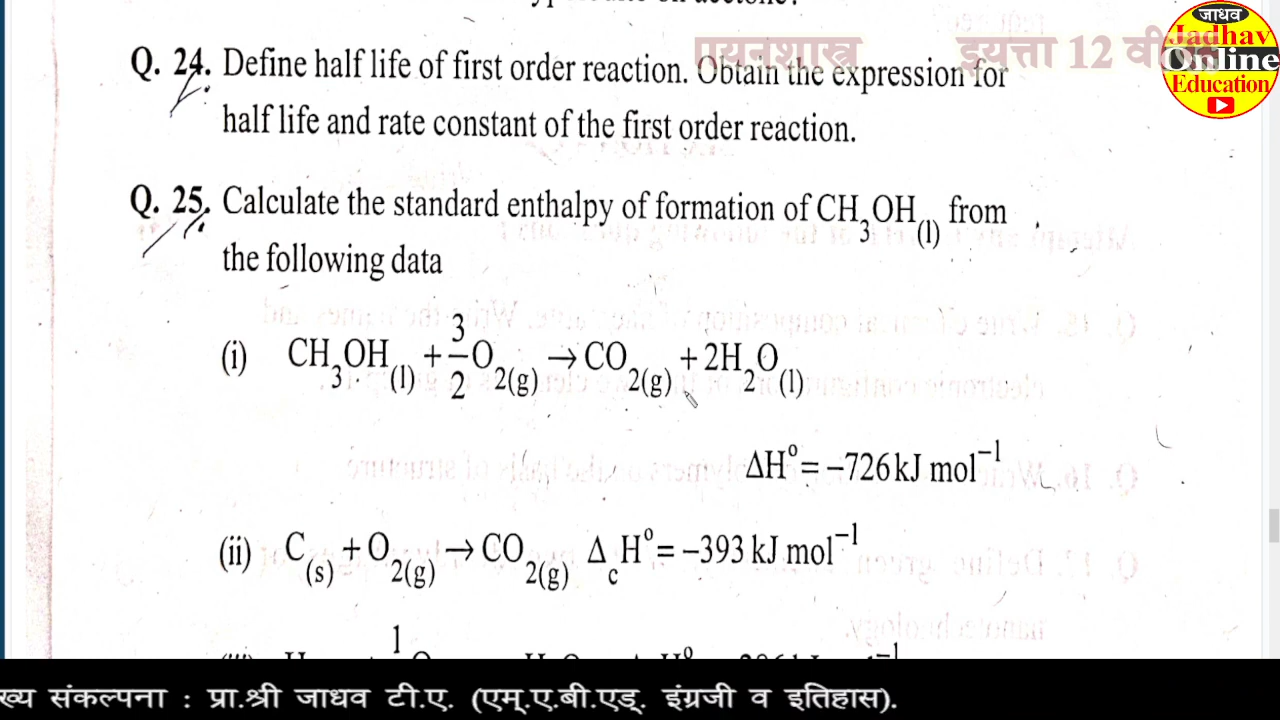 Q. 24. Define half life of first order reaction. Obtain the expression for
half life and rate constant of the first order reaction.
Q. 25. Calculate the standard enthalpy of formation of CH3OH(l) from
the following data
(i) CH3OH(l) + 3/2 O2(g) → CO2(g) + 2H2O(l)
ΔH° = −726 kJ mol⁻¹
(ii) C(s) + O2(g) → CO2(g) ΔcH° = −393 kJ mol⁻¹
इयत्ता 12 वी
जाधव
Jadhav
Online
Education
ख्य संकल्पना : प्रा.श्री जाधव टी.ए. (एम्.ए.बी.एड्. इंग्रजी व इतिहास).